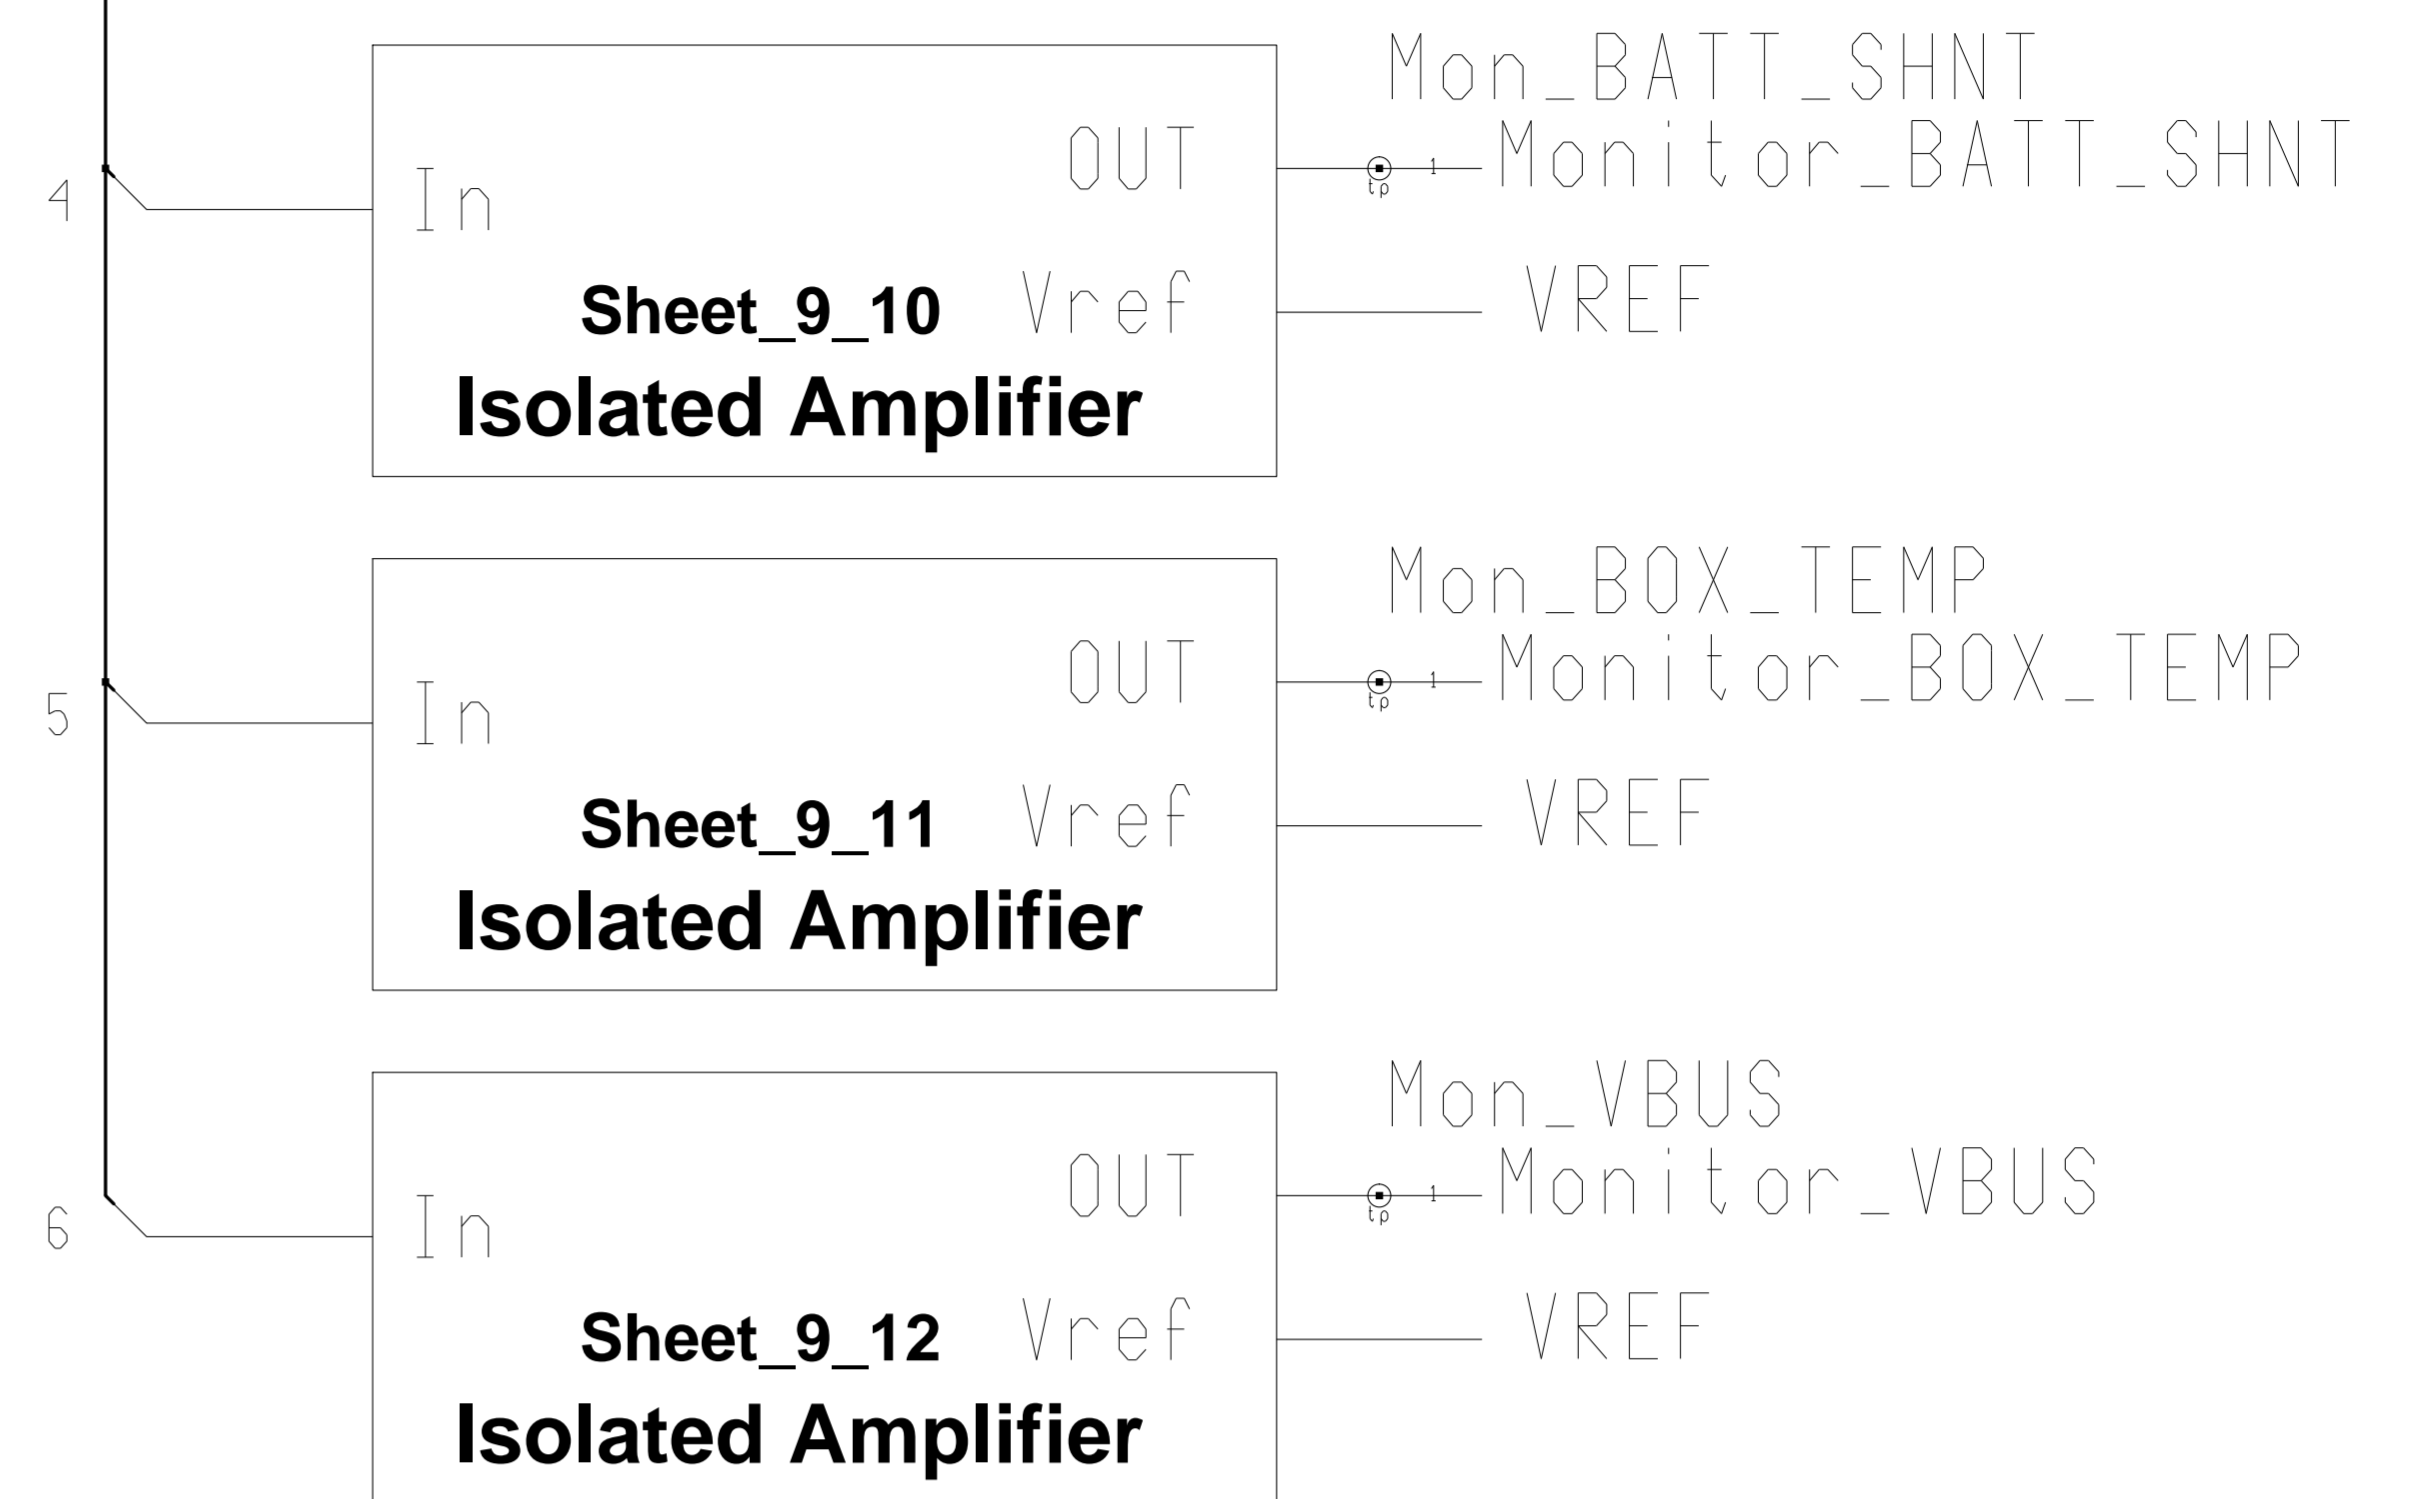 Mon_BATT_SHNT
OUT
1
Monitor_BATT_SHNT
tp
4
In
Vref
VREF
Sheet_9_10
Isolated Amplifier
Mon_BOX_TEMP
OUT
1
Monitor_BOX_TEMP
tp
5
In
Vref
VREF
Sheet_9_11
Isolated Amplifier
Mon_VBUS
OUT
1
Monitor_VBUS
tp
6
In
Vref
VREF
Sheet_9_12
Isolated Amplifier